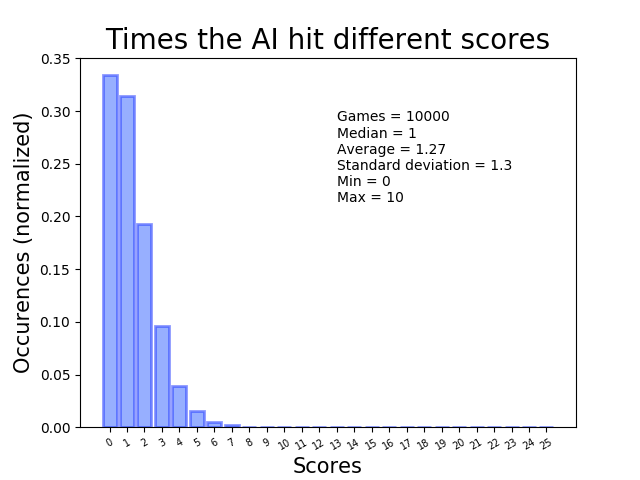 Times the AI hit different scores
Occurences (normalized)
0.35
0.30
0.25
0.20
0.15
0.10
0.05
0.00
Games = 10000
Median = 1
Average = 1.27
Standard deviation = 1.3
Min = 0
Max = 10
0 1 2 3 4 5 6 7 8 9 10 11 12 13 14 15 16 17 18 19 20 21 22 23 24 25
Scores